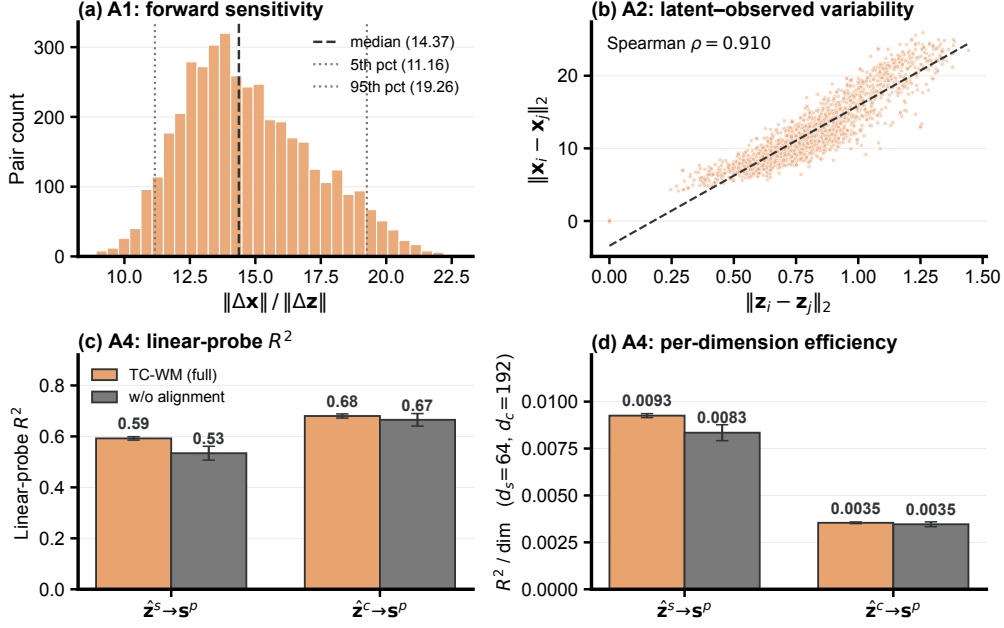 (a) A1: forward sensitivity
Pair count
300
200
100
0
10.0 12.5 15.0 17.5 20.0 22.5
‖Δx‖ / ‖Δz‖
median (14.37)
5th pct (11.16)
95th pct (19.26)
(b) A2: latent–observed variability
Spearman ρ = 0.910
‖x_i − x_j‖₂
20
10
0
0.00 0.25 0.50 0.75 1.00 1.25 1.50
‖z_i − z_j‖₂
(c) A4: linear-probe R²
Linear-probe R²
0.8
0.6
0.4
0.2
0.0
TC-WM (full)
w/o alignment
0.59 0.53 0.68 0.67
ẑˢ→sᵖ ẑᶜ→sᵖ
(d) A4: per-dimension efficiency
R² / dim (d_s=64, d_c=192)
0.0100
0.0075
0.0050
0.0025
0.0000
0.0093 0.0083 0.0035 0.0035
ẑˢ→sᵖ ẑᶜ→sᵖ